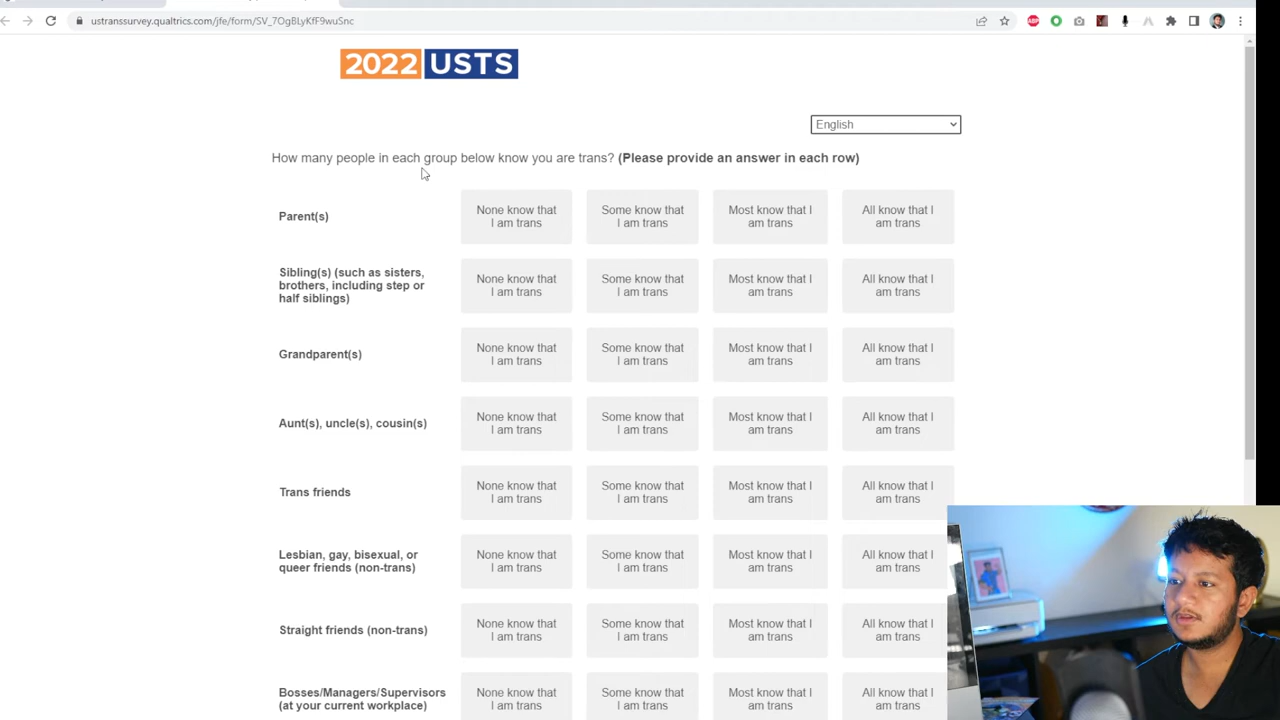 ustranssurvey.qualtrics.com/jfe/form/SV_7OgBLyKfF9wuSnc
ABP
2022 USTS
English
How many people in each group below know you are trans? (Please provide an answer in each row)
Parent(s)
None know that
I am trans
Some know that
I am trans
Most know that I
am trans
All know that I
am trans
Sibling(s) (such as sisters,
brothers, including step or
half siblings)
None know that
I am trans
Some know that
I am trans
Most know that I
am trans
All know that I
am trans
Grandparent(s)
None know that
I am trans
Some know that
I am trans
Most know that I
am trans
All know that I
am trans
Aunt(s), uncle(s), cousin(s)
None know that
I am trans
Some know that
I am trans
Most know that I
am trans
All know that I
am trans
Trans friends
None know that
I am trans
Some know that
I am trans
Most know that I
am trans
All know that I
am trans
Lesbian, gay, bisexual, or
queer friends (non-trans)
None know that
I am trans
Some know that
I am trans
Most know that I
am trans
All know that I
am trans
Straight friends (non-trans)
None know that
I am trans
Some know that
I am trans
Most know that I
am trans
All know that I
am trans
Bosses/Managers/Supervisors
(at your current workplace)
None know that
I am trans
Some know that
I am trans
Most know that I
am trans
All know that I
am trans